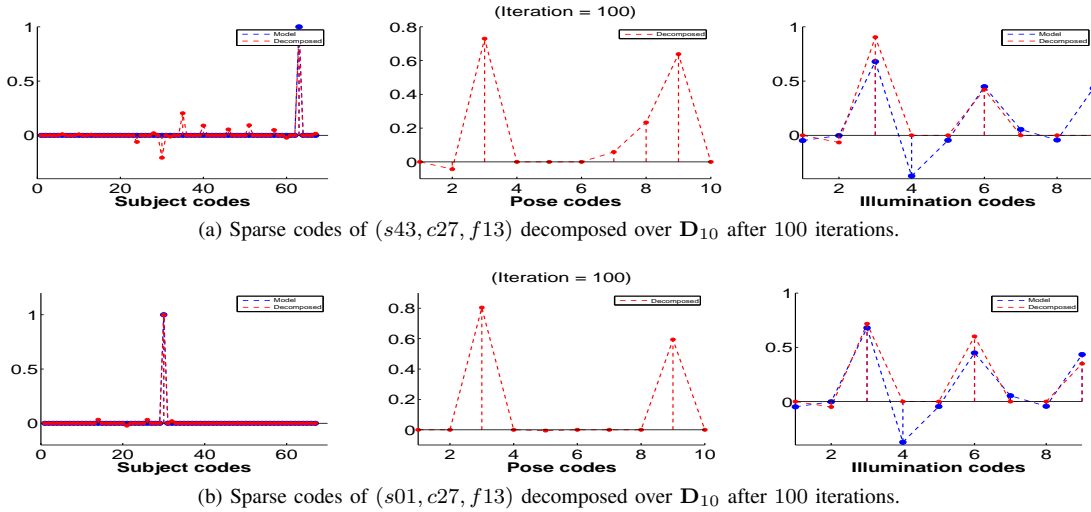 (Iteration = 100)
1
0.5
0
0 20 40 60
Subject codes
Model
Decomposed
0.8
0.6
0.4
0.2
0
2 4 6 8 10
Pose codes
Decomposed
1
0.5
0
2 4 6 8
Illumination codes
Model
Decomposed
(a) Sparse codes of (s43, c27, f13) decomposed over D10 after 100 iterations.
(Iteration = 100)
1
0.5
0
0 20 40 60
Subject codes
Model
Decomposed
0.8
0.6
0.4
0.2
0
2 4 6 8 10
Pose codes
Decomposed
1
0.5
0
2 4 6 8
Illumination codes
Model
Decomposed
(b) Sparse codes of (s01, c27, f13) decomposed over D10 after 100 iterations.